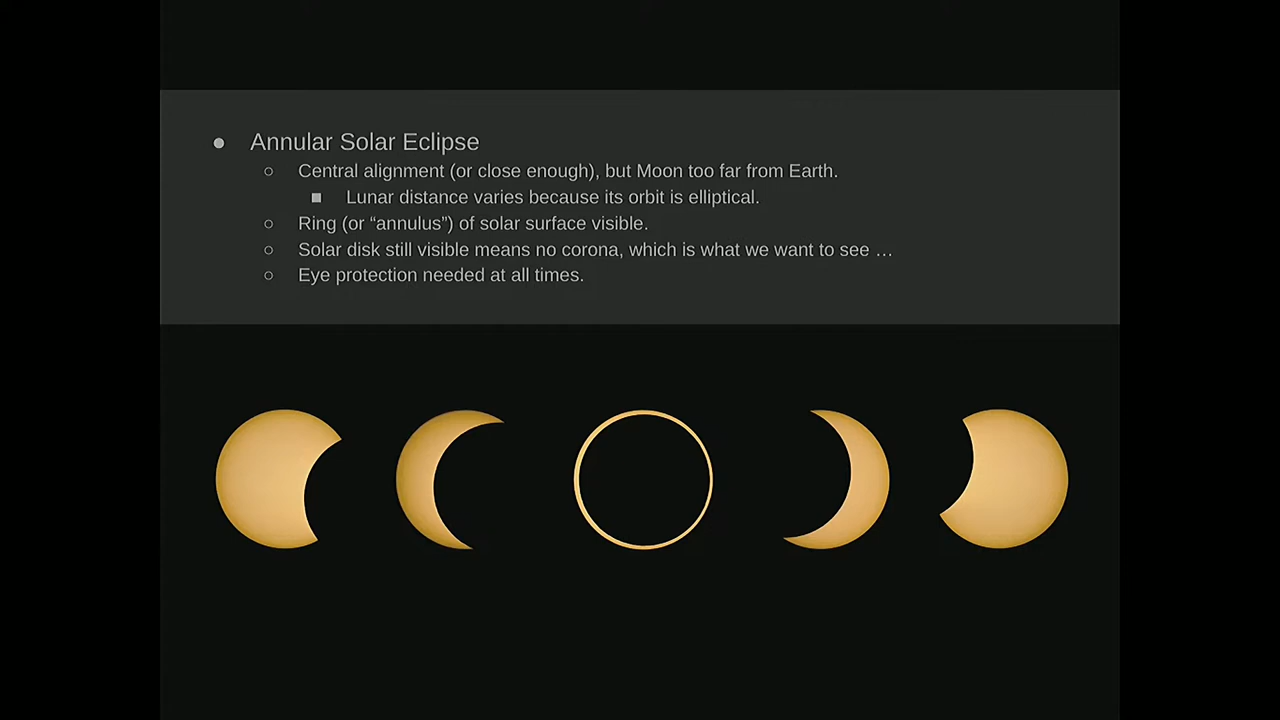 ● Annular Solar Eclipse
○ Central alignment (or close enough), but Moon too far from Earth.
■ Lunar distance varies because its orbit is elliptical.
○ Ring (or “annulus”) of solar surface visible.
○ Solar disk still visible means no corona, which is what we want to see …
○ Eye protection needed at all times.